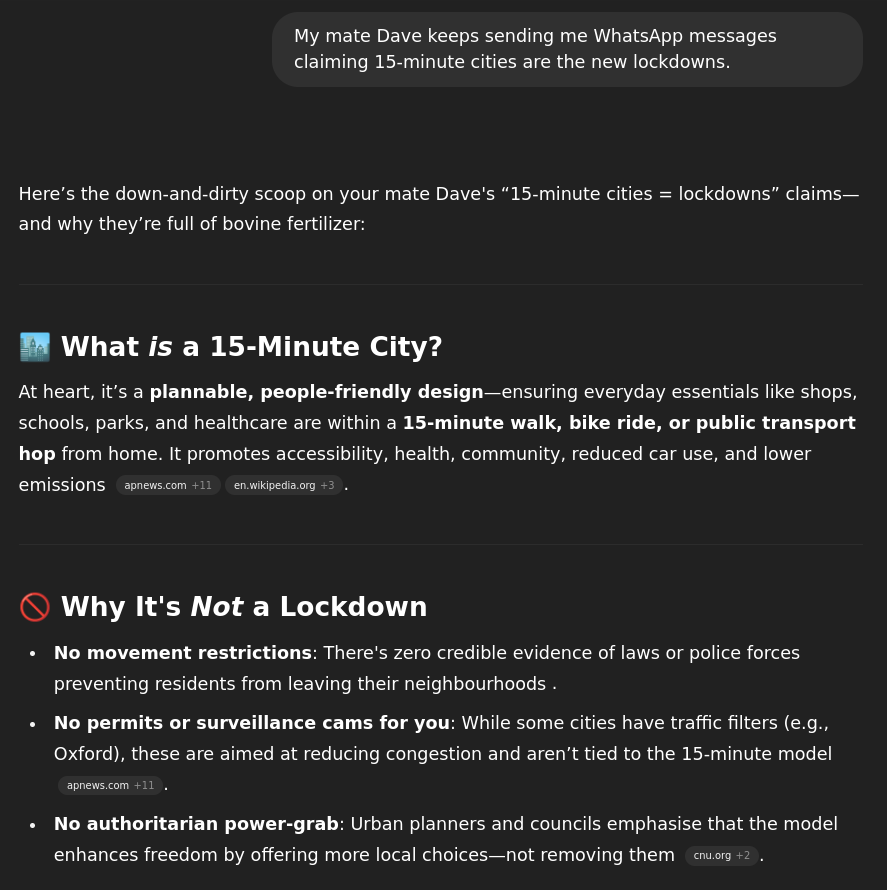 My mate Dave keeps sending me WhatsApp messages
claiming 15-minute cities are the new lockdowns.
Here’s the down-and-dirty scoop on your mate Dave's “15-minute cities = lockdowns” claims—
and why they’re full of bovine fertilizer:
🏙️ What is a 15-Minute City?
At heart, it’s a plannable, people-friendly design—ensuring everyday essentials like shops,
schools, parks, and healthcare are within a 15-minute walk, bike ride, or public transport
hop from home. It promotes accessibility, health, community, reduced car use, and lower
emissions apnews.com +11 en.wikipedia.org +3 .
🚫 Why It's Not a Lockdown
• No movement restrictions: There's zero credible evidence of laws or police forces
preventing residents from leaving their neighbourhoods .
• No permits or surveillance cams for you: While some cities have traffic filters (e.g.,
Oxford), these are aimed at reducing congestion and aren’t tied to the 15-minute model
apnews.com +11 .
• No authoritarian power-grab: Urban planners and councils emphasise that the model
enhances freedom by offering more local choices—not removing them cnu.org +2 .